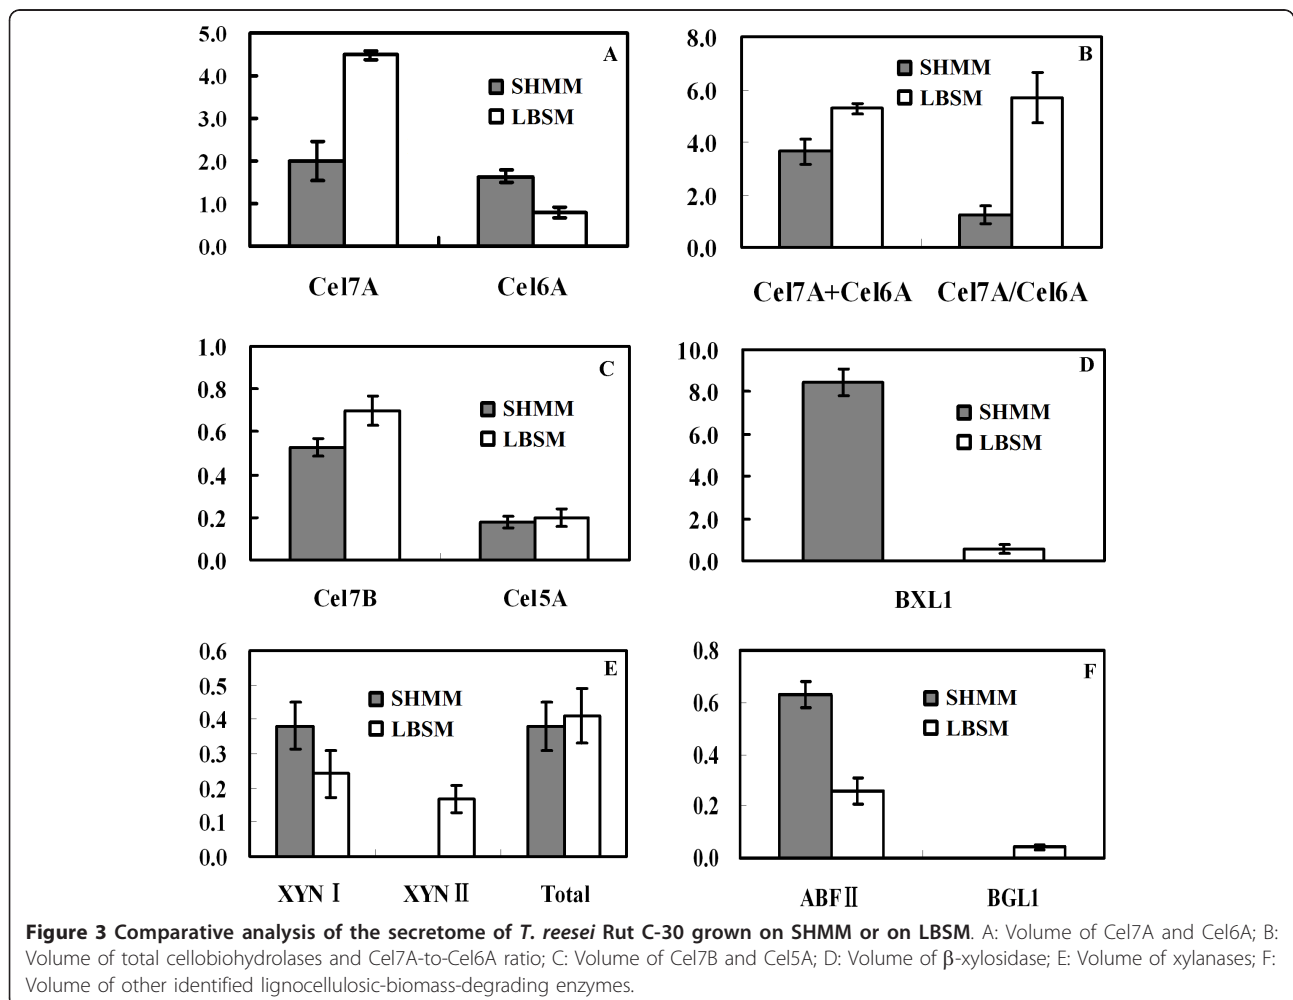 5.0
4.0
3.0
2.0
1.0
0.0
A
SHMM
LBSM
Cel7A Cel6A
8.0
6.0
4.0
2.0
0.0
B
SHMM
LBSM
Cel7A+Cel6A Cel7A/Cel6A
1.0
0.8
0.6
0.4
0.2
0.0
C
SHMM
LBSM
Cel7B Cel5A
10.0
8.0
6.0
4.0
2.0
0.0
D
SHMM
LBSM
BXL1
0.6
0.5
0.4
0.3
0.2
0.1
0.0
E
SHMM
LBSM
XYN Ⅰ XYN Ⅱ Total
0.8
0.6
0.4
0.2
0.0
F
SHMM
LBSM
ABFⅡ BGL1
Figure 3 Comparative analysis of the secretome of T. reesei Rut C-30 grown on SHMM or on LBSM. A: Volume of Cel7A and Cel6A; B:
Volume of total cellobiohydrolases and Cel7A-to-Cel6A ratio; C: Volume of Cel7B and Cel5A; D: Volume of β-xylosidase; E: Volume of xylanases; F:
Volume of other identified lignocellulosic-biomass-degrading enzymes.